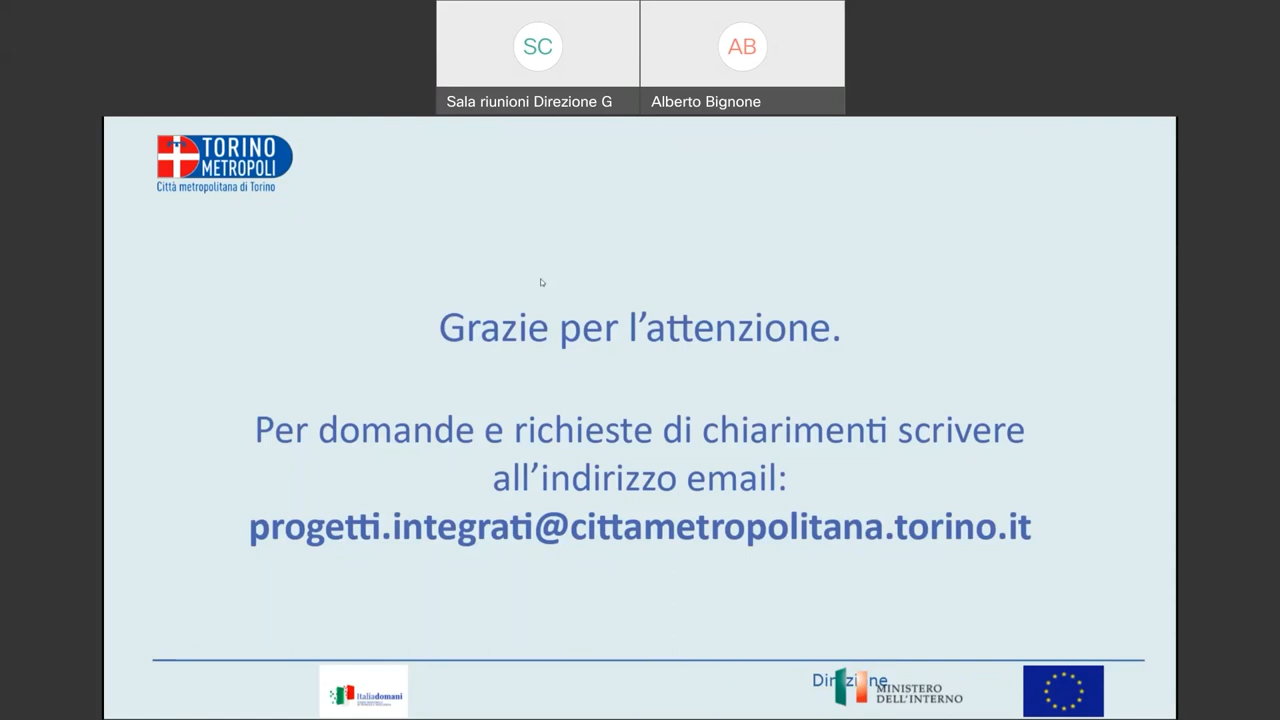 SC
AB
Sala riunioni Direzione G
Alberto Bignone
TORINO
METROPOLI
Città metropolitana di Torino
Grazie per l’attenzione.
Per domande e richieste di chiarimenti scrivere
all’indirizzo email:
progetti.integrati@cittametropolitana.torino.it
Italiadomani
Direzione
MINISTERO
DELL'INTERNO